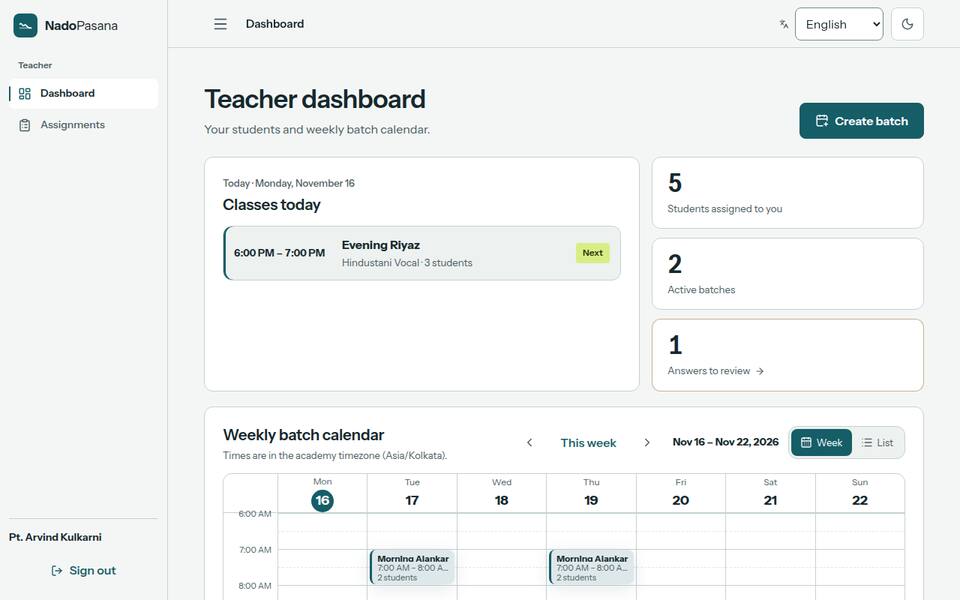 NadoPasana
Teacher
Dashboard
Assignments
Pt. Arvind Kulkarni
Sign out
Dashboard
English
Teacher dashboard
Your students and weekly batch calendar.
Create batch
Today · Monday, November 16
Classes today
6:00 PM – 7:00 PM
Evening Riyaz
Hindustani Vocal · 3 students
Next
5
Students assigned to you
2
Active batches
1
Answers to review →
Weekly batch calendar
Times are in the academy timezone (Asia/Kolkata).
This week
Nov 16 – Nov 22, 2026
Week
List
Mon Tue Wed Thu Fri Sat Sun
16 17 18 19 20 21 22
6:00 AM
7:00 AM
Morning Alankar
7:00 AM – 8:00 A...
2 students
Morning Alankar
7:00 AM – 8:00 A...
2 students
8:00 AM